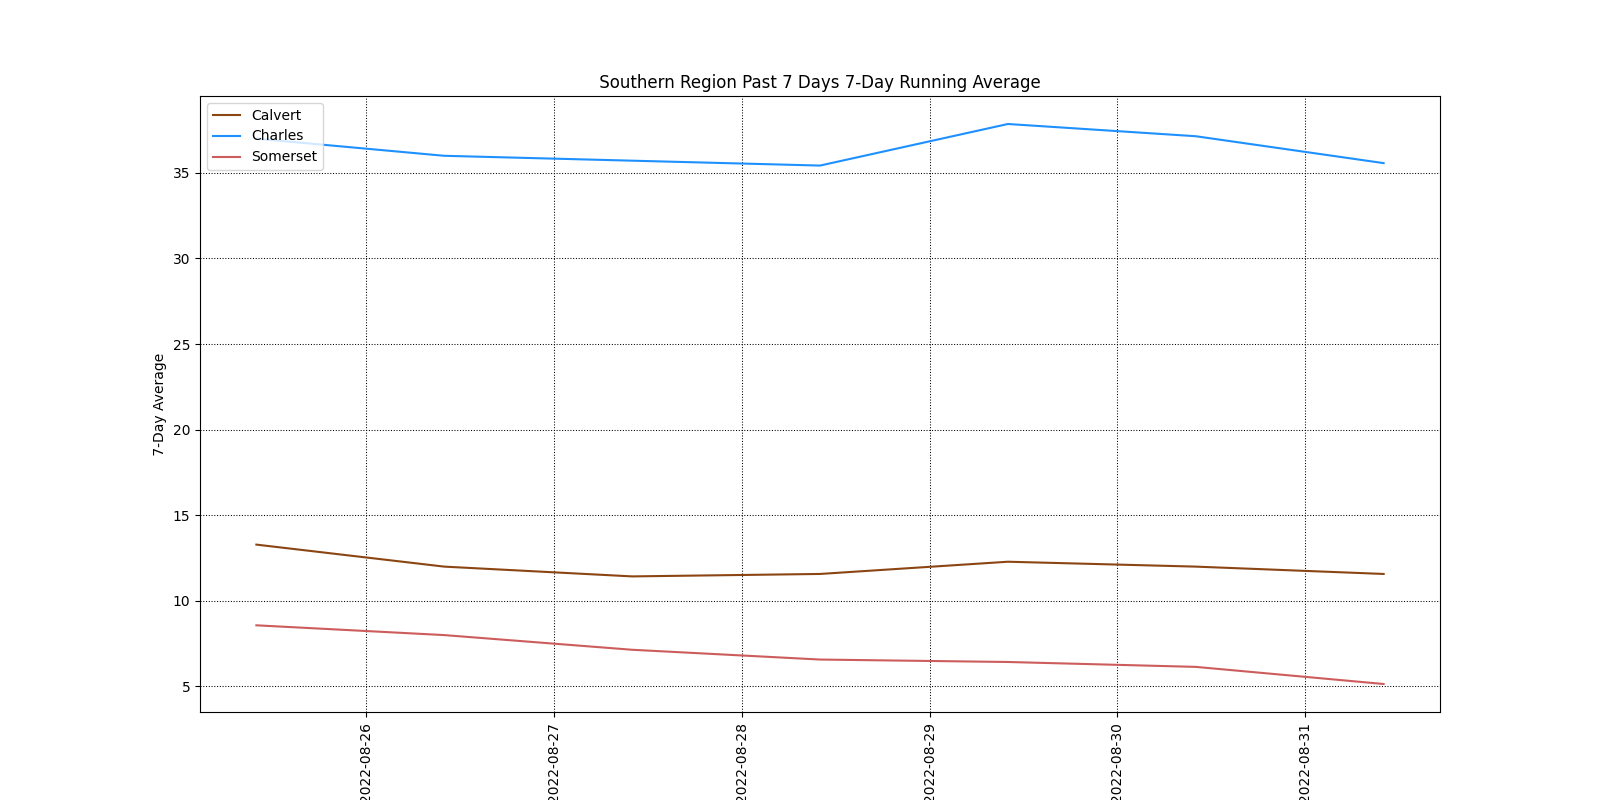 Southern Region Past 7 Days 7-Day Running Average
Calvert
Charles
Somerset
7-Day Average
35
30
25
20
15
10
5
2022-08-26
2022-08-27
2022-08-28
2022-08-29
2022-08-30
2022-08-31